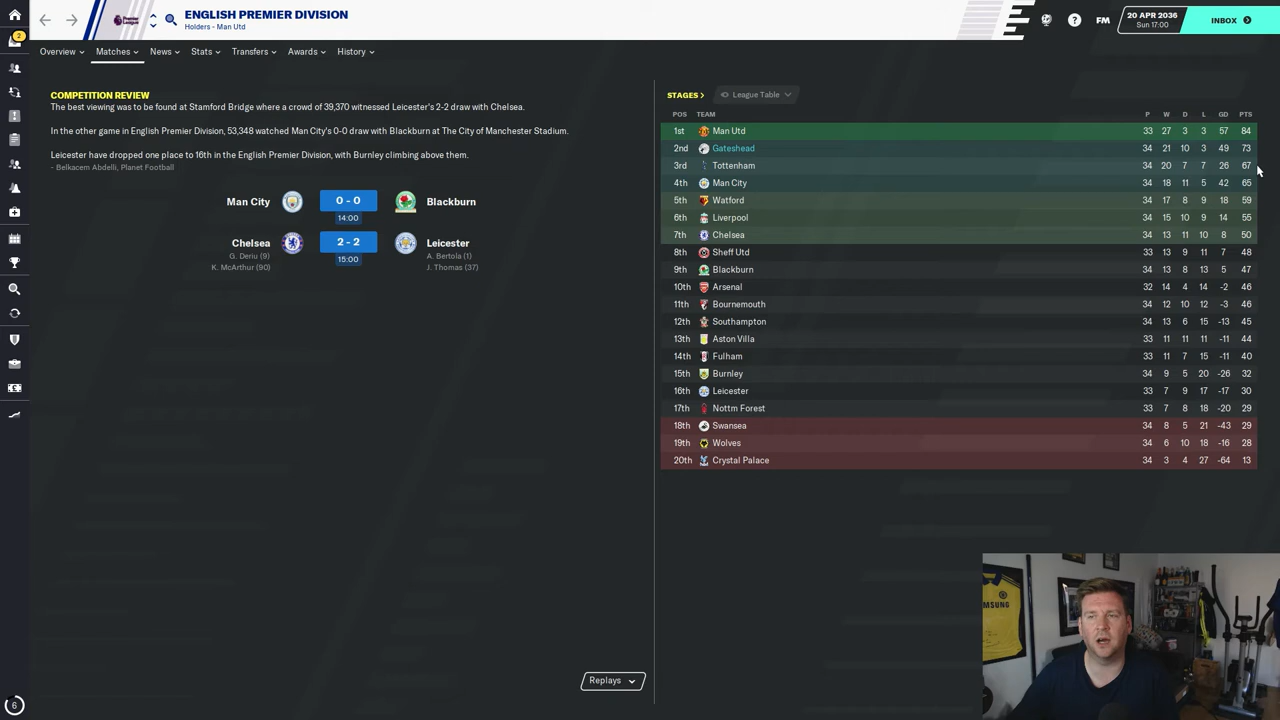 ENGLISH PREMIER DIVISION
Holders - Man Utd
20 APR 2036
Sun 17:00
INBOX
FM
2
Overview Matches News Stats Transfers Awards History
COMPETITION REVIEW
The best viewing was to be found at Stamford Bridge where a crowd of 39,370 witnessed Leicester's 2-2 draw with Chelsea.
In the other game in English Premier Division, 53,348 watched Man City's 0-0 draw with Blackburn at The City of Manchester Stadium.
Leicester have dropped one place to 16th in the English Premier Division, with Burnley climbing above them.
- Belkacem Abdelli, Planet Football
Man City 0 - 0 Blackburn
14:00
Chelsea 2 - 2 Leicester
G. Deriu (9) 15:00 A. Bertola (1)
K. McArthur (90) J. Thomas (37)
Replays
STAGES League Table
POS TEAM P W D L GD PTS
1st Man Utd 33 27 3 3 57 84
2nd Gateshead 34 21 10 3 49 73
3rd Tottenham 34 20 7 7 26 67
4th Man City 34 18 11 5 42 65
5th Watford 34 17 8 9 18 59
6th Liverpool 34 15 10 9 14 55
7th Chelsea 34 13 11 10 8 50
8th Sheff Utd 33 13 9 11 7 48
9th Blackburn 34 13 8 13 5 47
10th Arsenal 32 14 4 14 -2 46
11th Bournemouth 34 12 10 12 -3 46
12th Southampton 34 13 6 15 -13 45
13th Aston Villa 33 11 11 11 -11 44
14th Fulham 33 11 7 15 -11 40
15th Burnley 34 9 5 20 -26 32
16th Leicester 33 7 9 17 -17 30
17th Nottm Forest 33 7 8 18 -20 29
18th Swansea 34 8 5 21 -43 29
19th Wolves 34 6 10 18 -16 28
20th Crystal Palace 34 3 4 27 -64 13
SAMSUNG
6